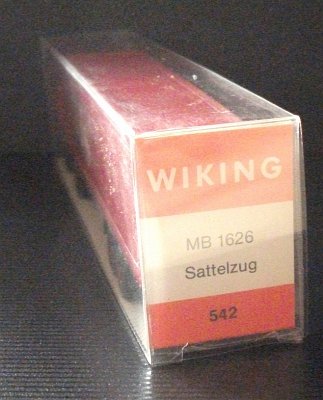 WIKING
MB 1626
Sattelzug
542